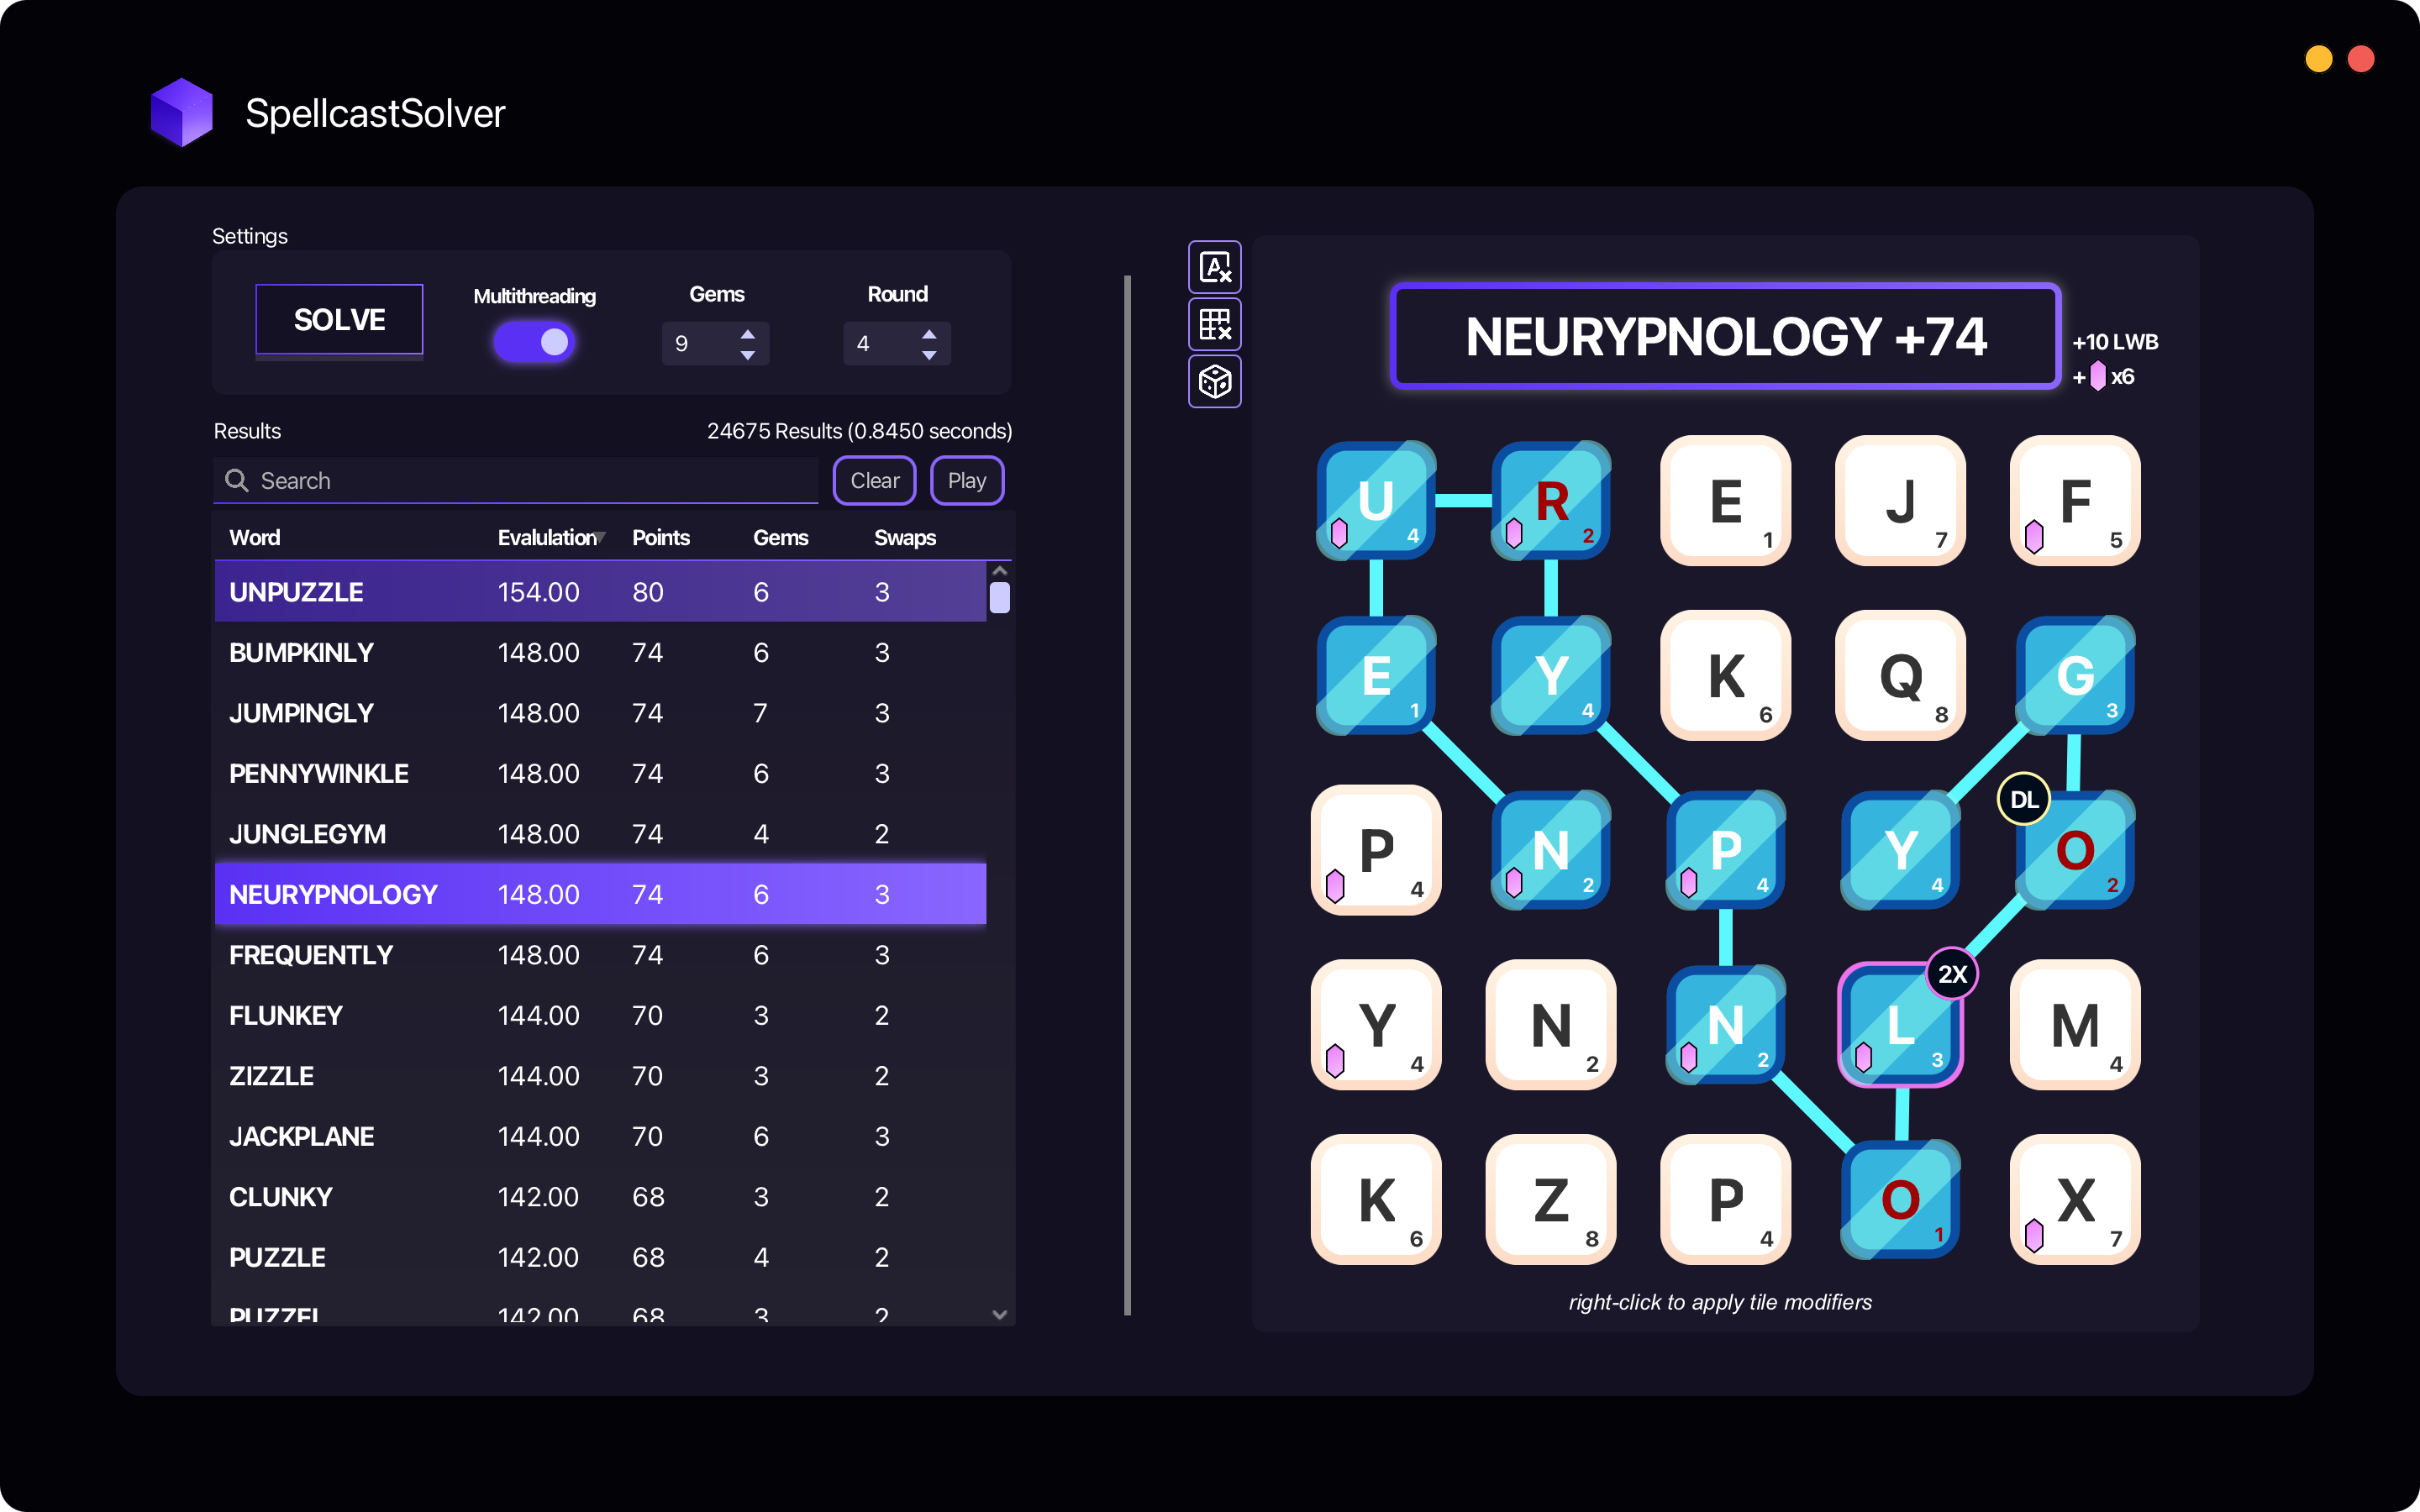 SpellcastSolver
Settings
SOLVE
Multithreading
Gems
Round
9
4
Results
24675 Results (0.8450 seconds)
Search
Clear
Play
Word Evalulation Points Gems Swaps
UNPUZZLE 154.00 80 6 3
BUMPKINLY 148.00 74 6 3
JUMPINGLY 148.00 74 7 3
PENNYWINKLE 148.00 74 6 3
JUNGLEGYM 148.00 74 4 2
NEURYPNOLOGY 148.00 74 6 3
FREQUENTLY 148.00 74 6 3
FLUNKEY 144.00 70 3 2
ZIZZLE 144.00 70 3 2
JACKPLANE 144.00 70 6 3
CLUNKY 142.00 68 3 2
PUZZLE 142.00 68 4 2
PUZZEL 142.00 68 3 2
NEURYPNOLOGY +74
+10 LWB
+ x6
U 4 R 2 E 1 J 7 F 5
E 1 Y 4 K 6 Q 8 G 3
P 4 N 2 P 4 Y 4 DL O 2
Y 4 N 2 N 2 L 3 2X M 4
K 6 Z 8 P 4 O 1 X 7
right-click to apply tile modifiers